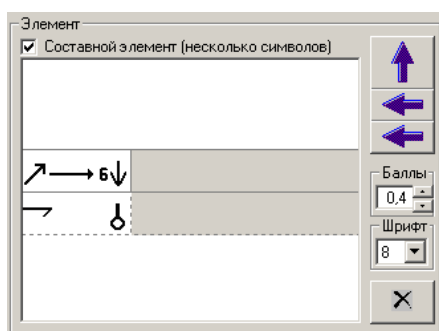 Элемент
Составной элемент (несколько символов)
Б
Баллы
0,4
Шрифт
8